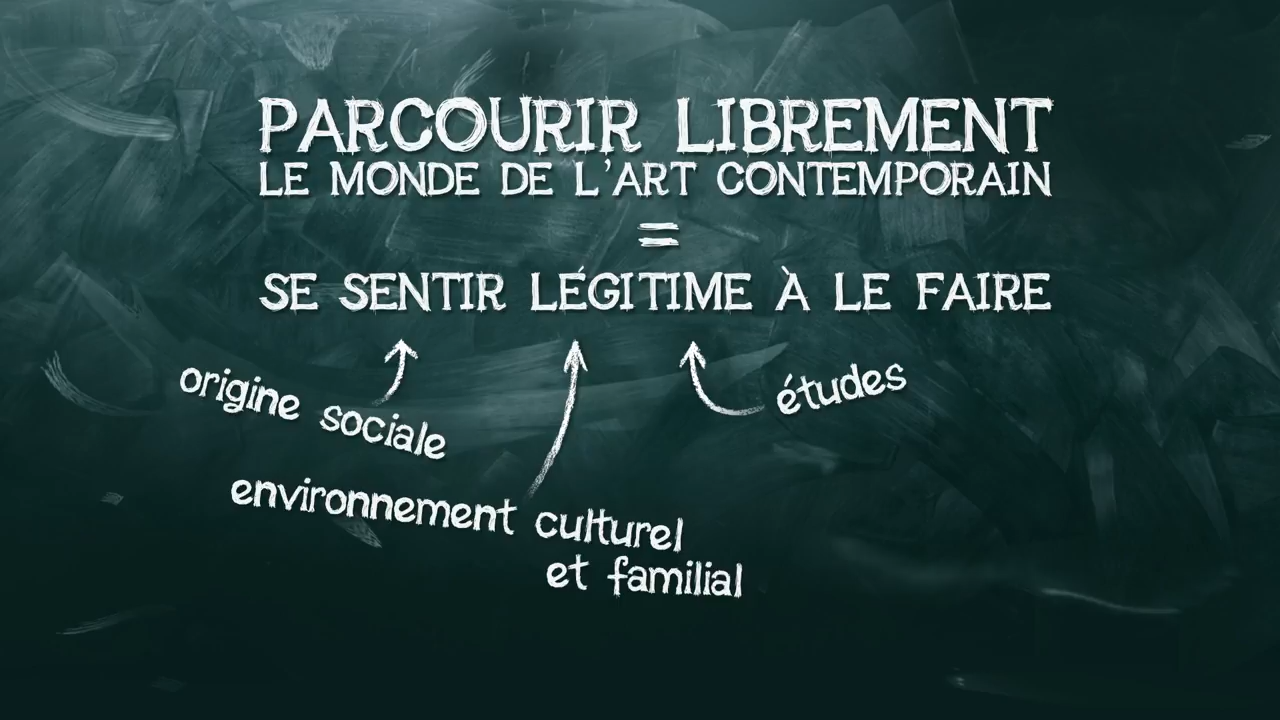 PARCOURIR LIBREMENT
LE MONDE DE L'ART CONTEMPORAIN
=
SE SENTIR LÉGITIME À LE FAIRE
origine sociale
études
environnement culturel
et familial